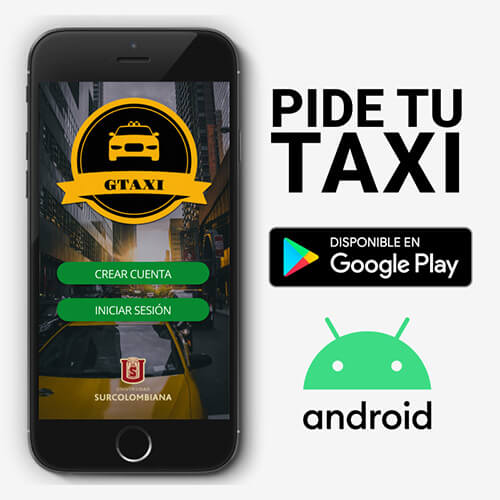 GTAXI
CREAR CUENTA
INICIAR SESIÓN
UNIVERSIDAD
SURCOLOMBIANA
PIDE TU
TAXI
DISPONIBLE EN
Google Play
android